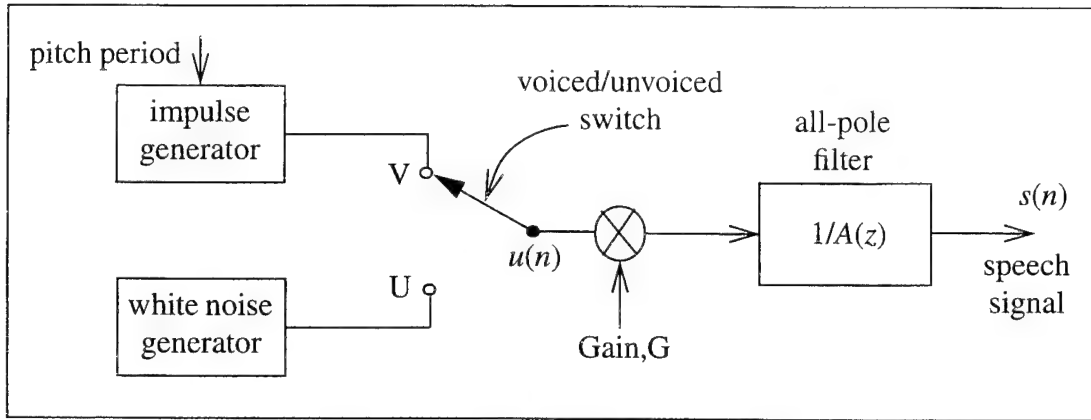 pitch period
impulse
generator
voiced/unvoiced
switch
all-pole
filter
V
u(n)
1/A(z)
s(n)
speech
signal
U
white noise
generator
Gain,G